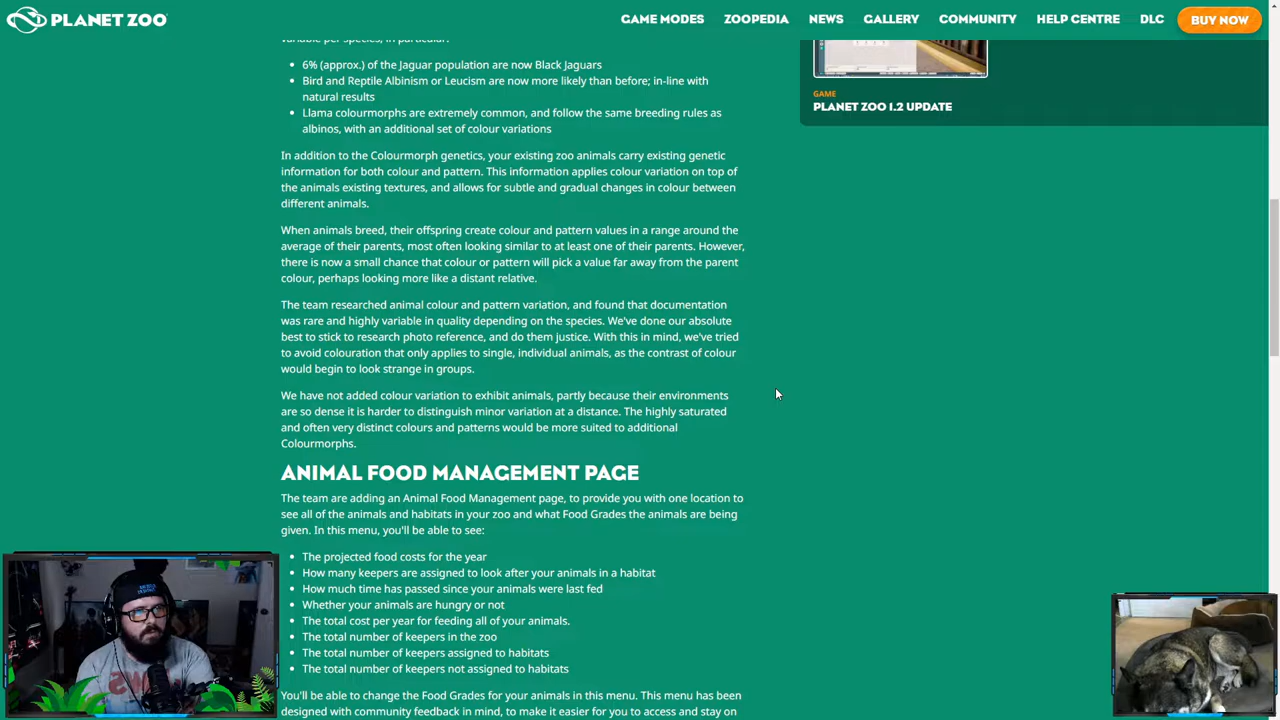 PLANET ZOO
GAME MODES ZOOPEDIA NEWS GALLERY COMMUNITY HELP CENTRE DLC BUY NOW
variable per species, in particular:
6% (approx.) of the Jaguar population are now Black Jaguars
Bird and Reptile Albinism or Leucism are now more likely than before; in-line with
natural results
Llama colourmorphs are extremely common, and follow the same breeding rules as
albinos, with an additional set of colour variations
In addition to the Colourmorph genetics, your existing zoo animals carry existing genetic
information for both colour and pattern. This information applies colour variation on top of
the animals existing textures, and allows for subtle and gradual changes in colour between
different animals.
When animals breed, their offspring create colour and pattern values in a range around the
average of their parents, most often looking similar to at least one of their parents. However,
there is now a small chance that colour or pattern will pick a value far away from the parent
colour, perhaps looking more like a distant relative.
The team researched animal colour and pattern variation, and found that documentation
was rare and highly variable in quality depending on the species. We've done our absolute
best to stick to research photo reference, and do them justice. With this in mind, we've tried
to avoid colouration that only applies to single, individual animals, as the contrast of colour
would begin to look strange in groups.
We have not added colour variation to exhibit animals, partly because their environments
are so dense it is harder to distinguish minor variation at a distance. The highly saturated
and often very distinct colours and patterns would be more suited to additional
Colourmorphs.
ANIMAL FOOD MANAGEMENT PAGE
The team are adding an Animal Food Management page, to provide you with one location to
see all of the animals and habitats in your zoo and what Food Grades the animals are being
given. In this menu, you'll be able to see:
The projected food costs for the year
How many keepers are assigned to look after your animals in a habitat
How much time has passed since your animals were last fed
Whether your animals are hungry or not
The total cost per year for feeding all of your animals.
The total number of keepers in the zoo
The total number of keepers assigned to habitats
The total number of keepers not assigned to habitats
You'll be able to change the Food Grades for your animals in this menu. This menu has been
designed with community feedback in mind, to make it easier for you to access and stay on
GAME
PLANET ZOO 1.2 UPDATE